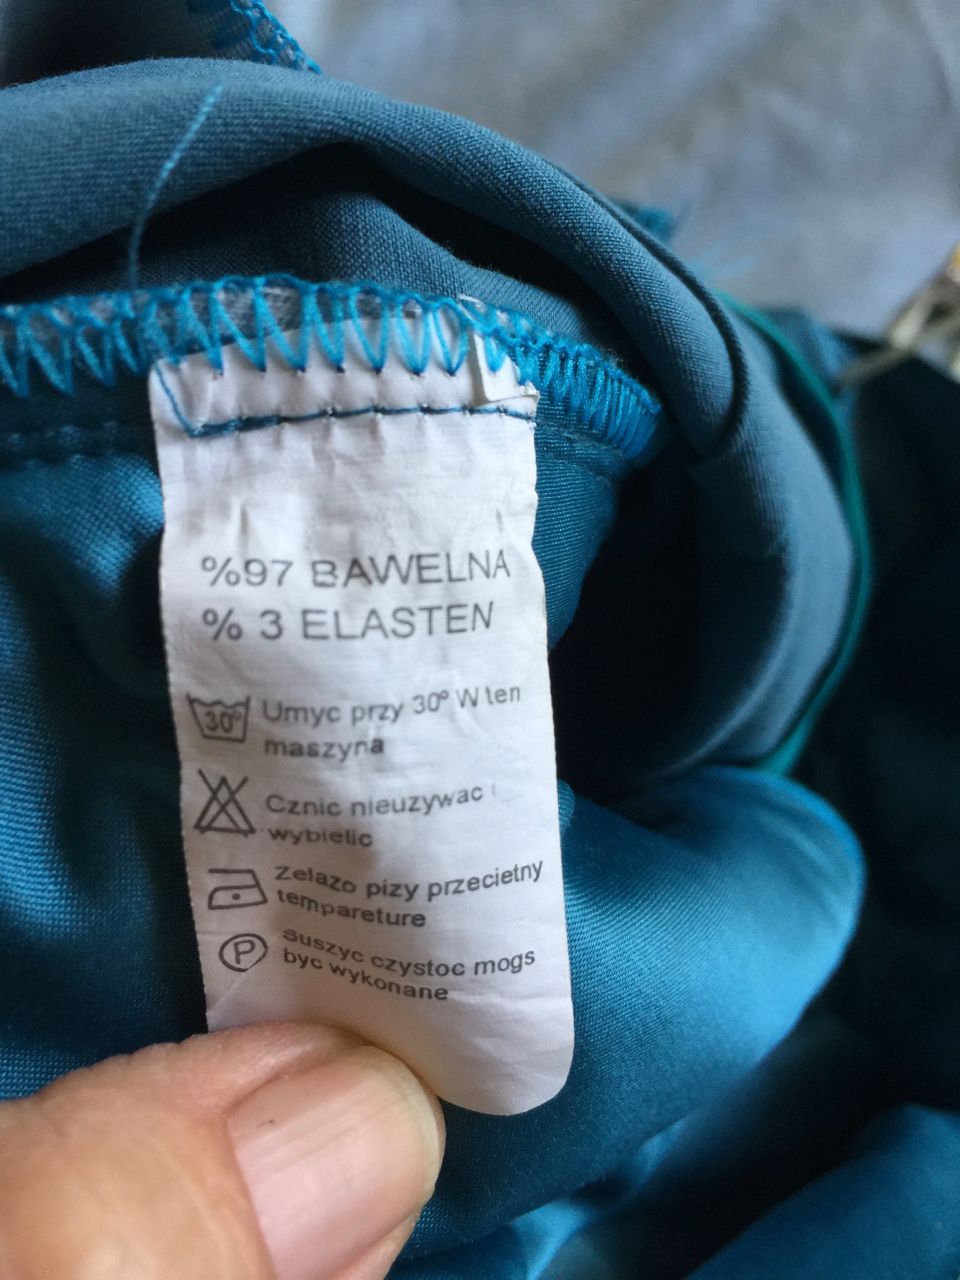 %97 BAWELNA
% 3 ELASTEN
30° Umyc przy 30° W ten
maszyna
Cznic nieuzywac
wybielic
Zelazo pizy przecietny
tempareture
P Suszyc czystoc mogs
byc wykonane